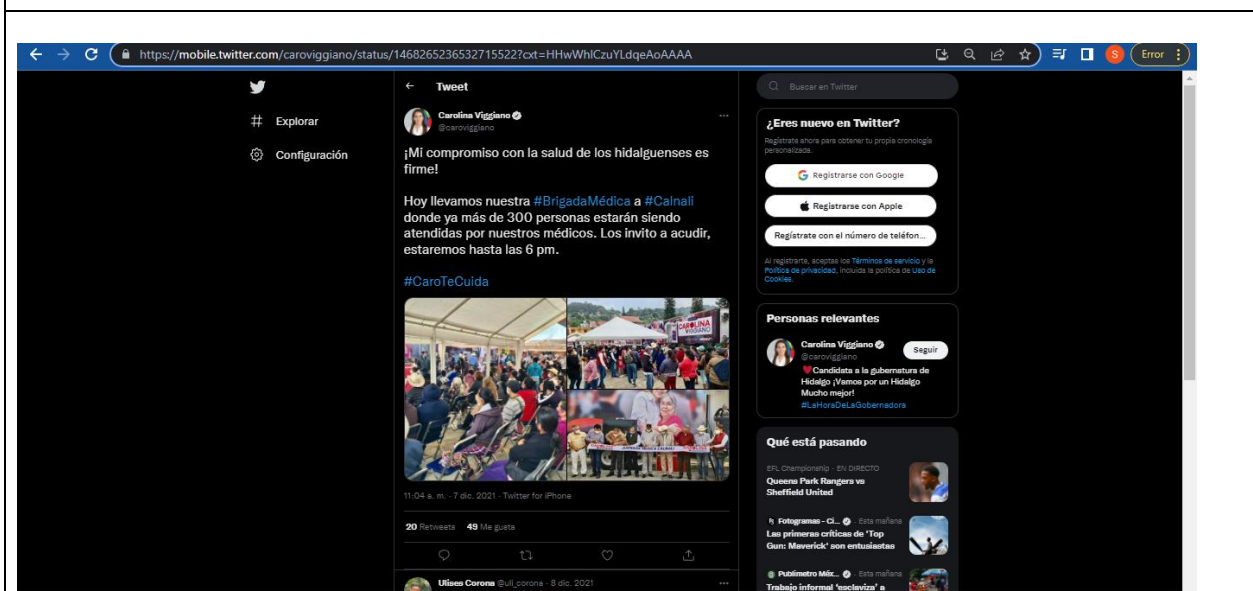 https://mobile.twitter.com/caroviggiano/status/1468265236532715522?cxt=HHwWhICzuYLdqeAoAAAA
S
Error
Explorar
Configuración
Tweet
Carolina Viggiano
@caroviggiano
¡Mi compromiso con la salud de los hidalguenses es
firme!
Hoy llevamos nuestra #BrigadaMédica a #Calnali
donde ya más de 300 personas estarán siendo
atendidas por nuestros médicos. Los invito a acudir,
estaremos hasta las 6 pm.
#CaroTeCuida
CAROLINA
VIGGIANO
11:04 a. m. · 7 dic. 2021 · Twitter for iPhone
20 Retweets 49 Me gusta
Ulises Corona @uli_corona · 8 dic. 2021
Buscar en Twitter
¿Eres nuevo en Twitter?
Regístrate ahora para obtener tu propia cronología
personalizada.
Registrarse con Google
Registrarse con Apple
Regístrate con el número de teléfon...
Al registrarte, aceptas los Términos de servicio y la
Política de privacidad, incluida la política de Uso de
Cookies.
Personas relevantes
Carolina Viggiano
@caroviggiano
Seguir
Candidata a la gubernatura de
Hidalgo ¡Vamos por un Hidalgo
Mucho mejor!
#LaHoraDeLaGobernadora
Qué está pasando
EFL Championship · EN DIRECTO
Queens Park Rangers vs
Sheffield United
Fotogramas - Ci... · Esta mañana
Las primeras críticas de 'Top
Gun: Maverick' son entusiastas
Publimetro Méx... · Esta mañana
Trabajo informal 'esclaviza' a